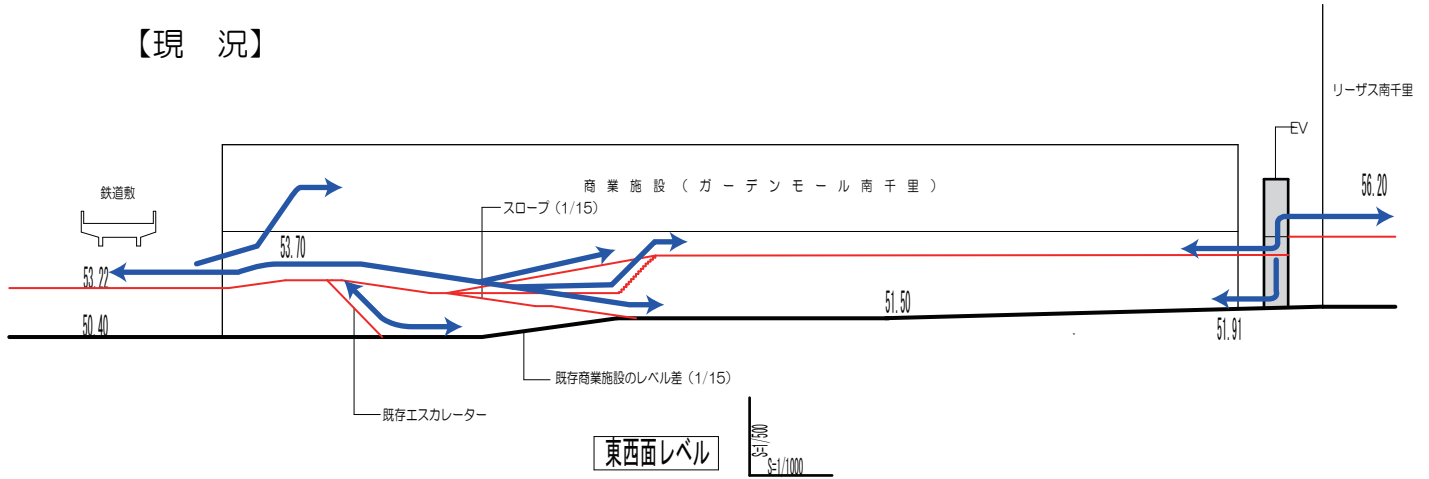 【現　況】
リーザス南千里
EV
鉄道敷
商業施設（ガーデンモール南千里）
56.20
スロープ（1/15）
53.70
53.22
51.50
50.40
51.91
既存商業施設のレベル差（1/15）
既存エスカレーター
東西面レベル
S=1/500
S=1/1000